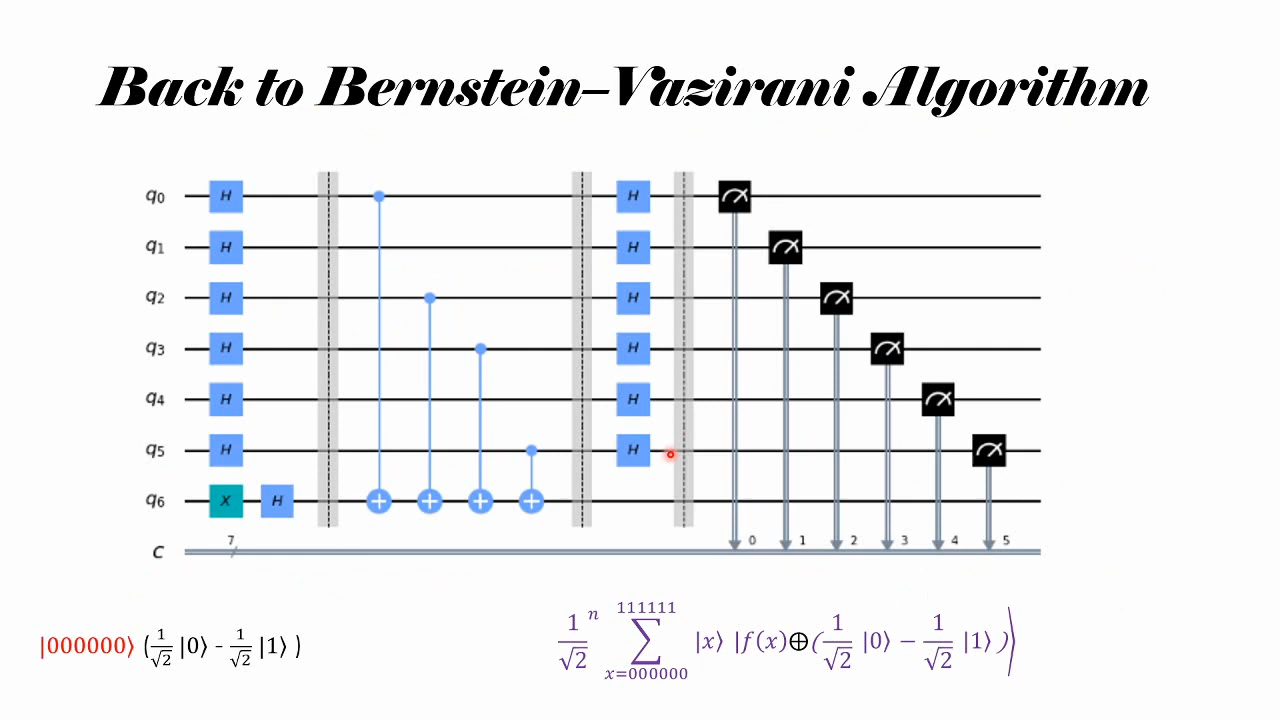 Back to Bernstein–Vazirani Algorithm
q0 H H
q1 H H
q2 H H
q3 H H
q4 H H
q5 H H
q6 X H
c 7 0 1 2 3 4 5
|000000⟩ (1/√2 |0⟩ - 1/√2 |1⟩ )
1/√2 ⁿ ∑ 111111 x=000000 |x⟩ |f(x)⊕(1/√2 |0⟩ − 1/√2 |1⟩ )⟩